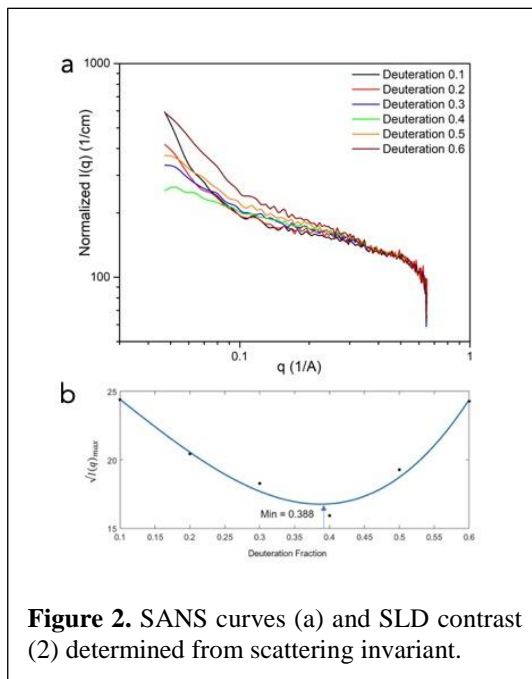 a
1000
100
Normalized I(q) (1/cm)
Deuteration 0.1
Deuteration 0.2
Deuteration 0.3
Deuteration 0.4
Deuteration 0.5
Deuteration 0.6
0.1 1
q (1/A)
b
25
20
15
√I(q)max
Min = 0.388
0.1 0.15 0.2 0.25 0.3 0.35 0.4 0.45 0.5 0.55 0.6
Deuteration Fraction
Figure 2. SANS curves (a) and SLD contrast
(2) determined from scattering invariant.